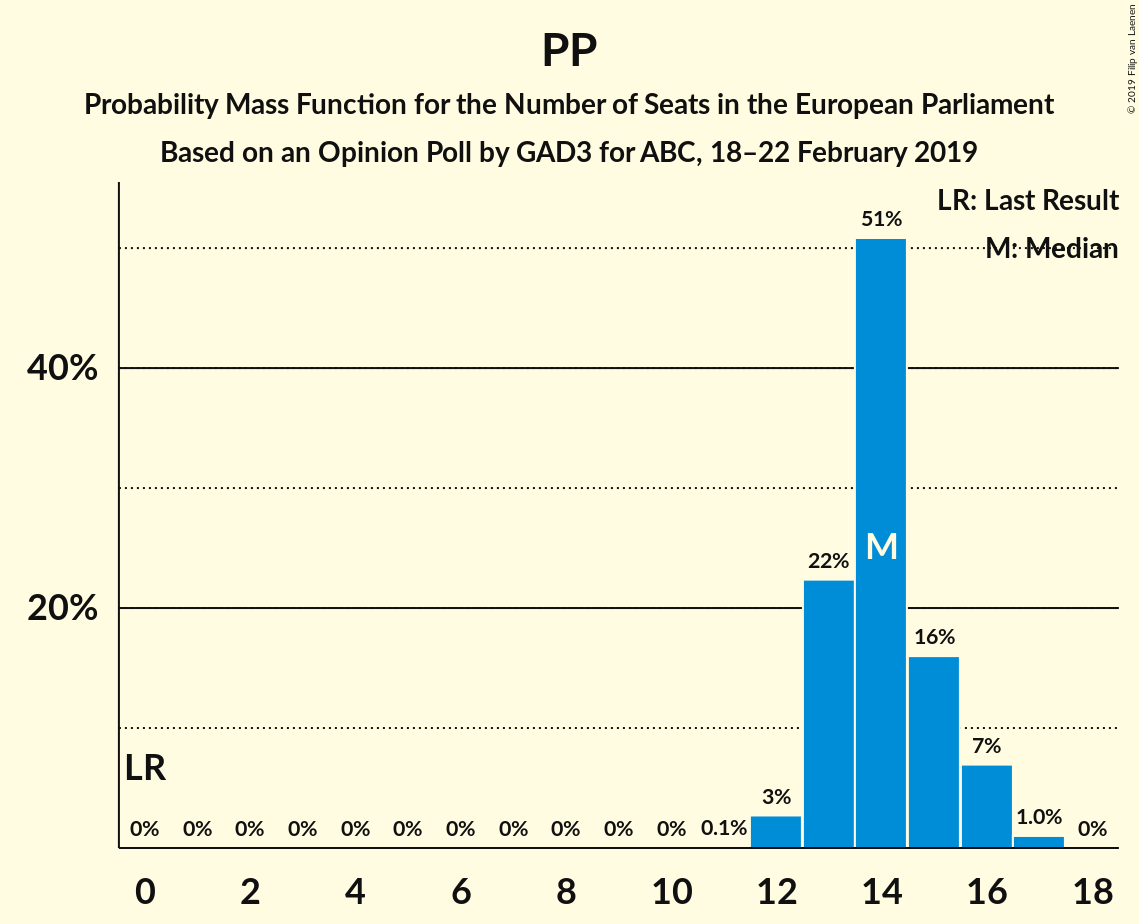 PP
Probability Mass Function for the Number of Seats in the European Parliament
Based on an Opinion Poll by GAD3 for ABC, 18–22 February 2019
© 2019 Filip van Laenen
LR: Last Result
M: Median
51%
40%
22%
M
20%
16%
LR
7%
3%
0% 0% 0% 0% 0% 0% 0% 0% 0% 0% 0% 0.1% 1.0% 0%
0 2 4 6 8 10 12 14 16 18